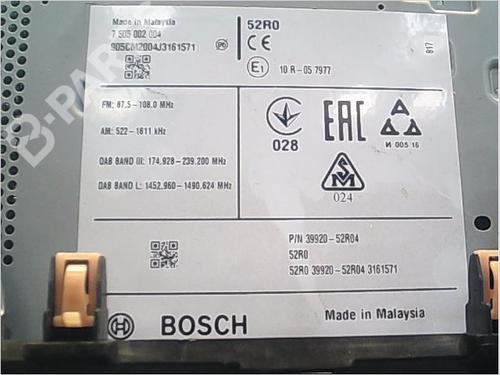 Made in Malaysia
7 505 002 004
905CM2004J3161571
52R0
CE
E1
10 R-05 7977
817
FM: 87.5-108.0 MHz
AM: 522-1611 kHz
DAB BAND III: 174.928-239.200 MHz
DAB BAND L: 1452.960-1490.624 MHz
028
EAC
И 005 16
SM
024
P/N 39920-52R04
52R0
52R0 39920-52R04 3161571
BOSCH
Made in Malaysia
B-PARTS